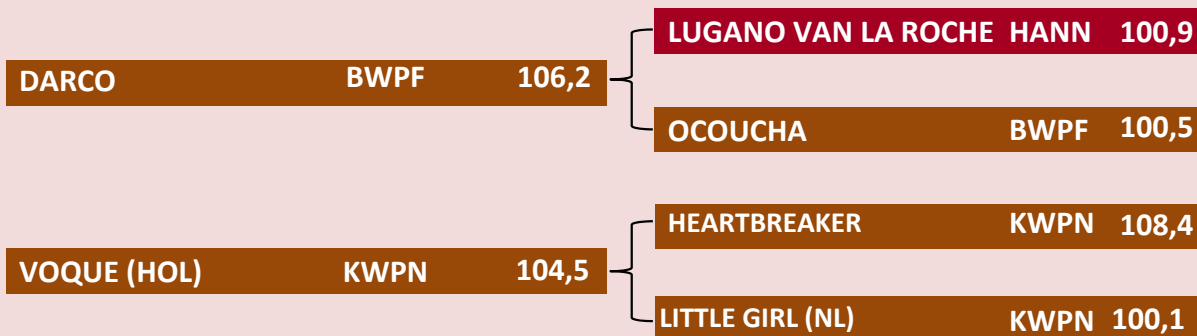 LUGANO VAN LA ROCHE HANN 100,9
DARCO BWPF 106,2
OCOUCHA BWPF 100,5
HEARTBREAKER KWPN 108,4
VOQUE (HOL) KWPN 104,5
LITTLE GIRL (NL) KWPN 100,1